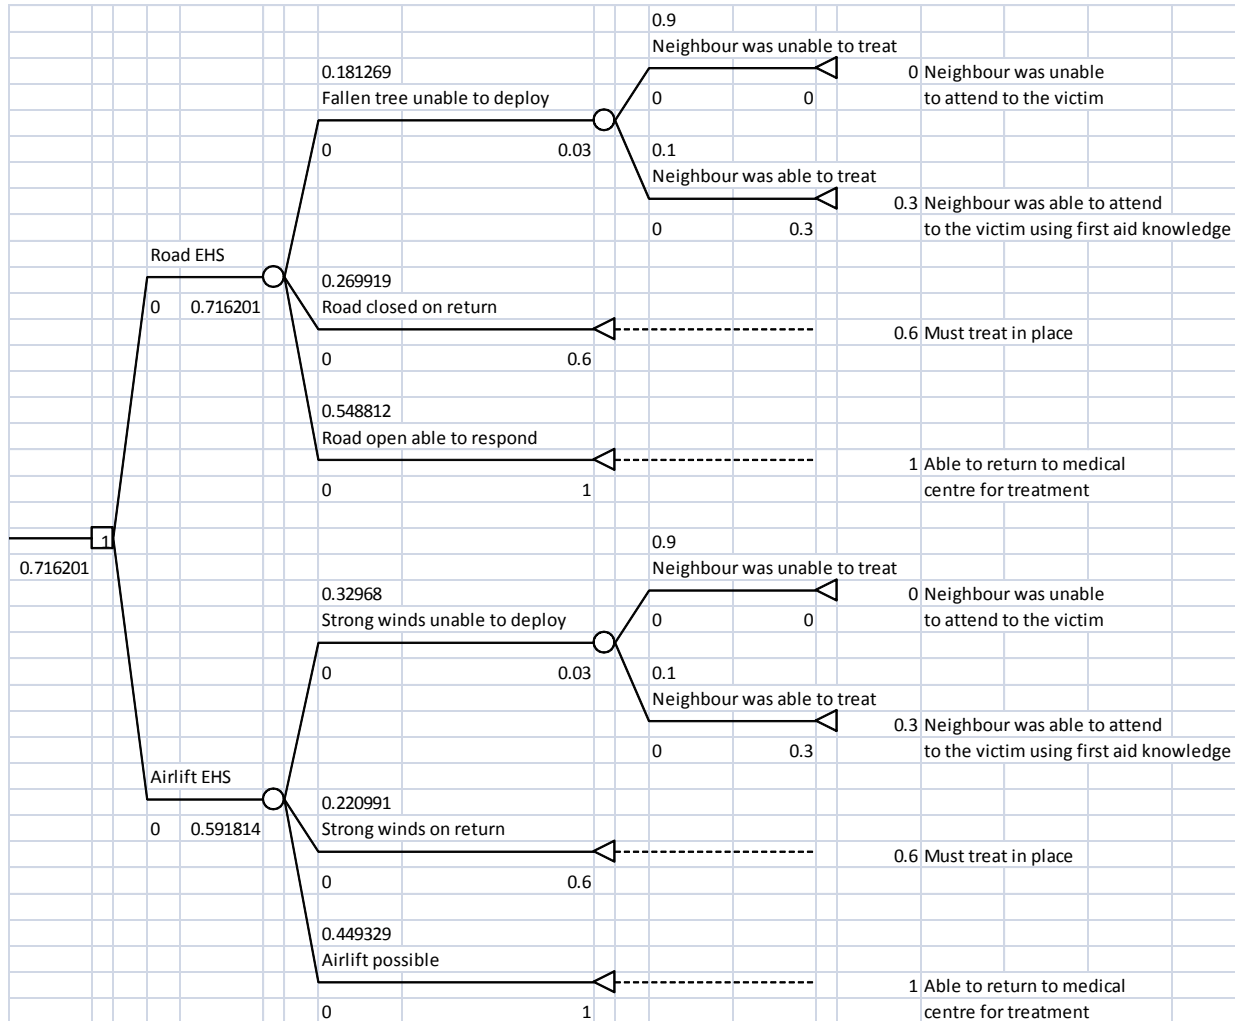 0.9
Neighbour was unable to treat
0.181269
0 Neighbour was unable
Fallen tree unable to deploy
0 0
to attend to the victim
0 0.03
0.1
Neighbour was able to treat
0.3 Neighbour was able to attend
0 0.3
to the victim using first aid knowledge
Road EHS
0.269919
0 0.716201
Road closed on return
0.6 Must treat in place
0 0.6
0.548812
Road open able to respond
1 Able to return to medical
0 1
centre for treatment
1
0.9
0.716201
Neighbour was unable to treat
0.32968
0 Neighbour was unable
Strong winds unable to deploy
0 0
to attend to the victim
0 0.03
0.1
Neighbour was able to treat
0.3 Neighbour was able to attend
0 0.3
to the victim using first aid knowledge
Airlift EHS
0.220991
0 0.591814
Strong winds on return
0.6 Must treat in place
0 0.6
0.449329
Airlift possible
1 Able to return to medical
0 1
centre for treatment